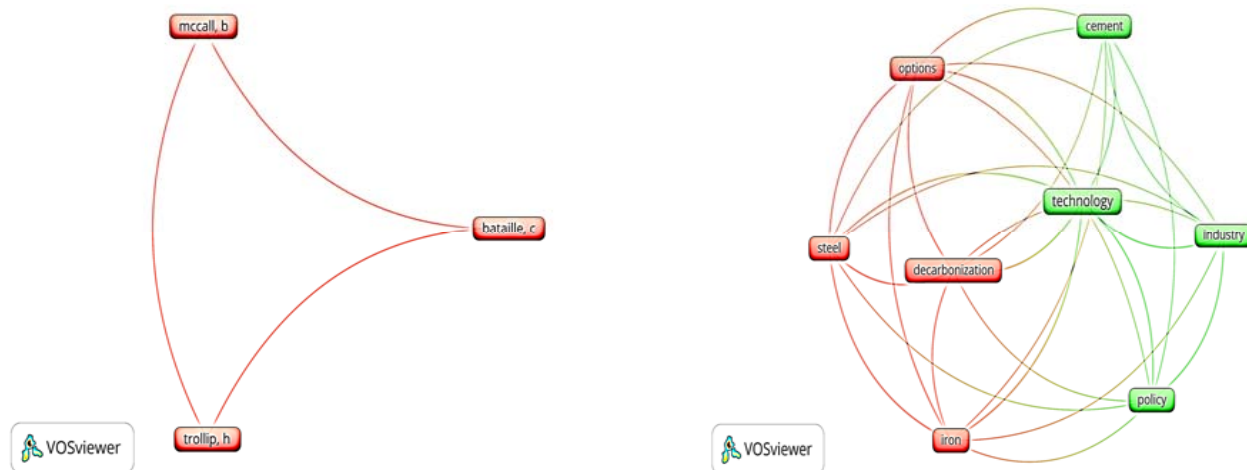 mccall, b
bataille, c
trollip, h
VOSviewer
cement
options
technology
industry
steel
decarbonization
policy
iron
VOSviewer